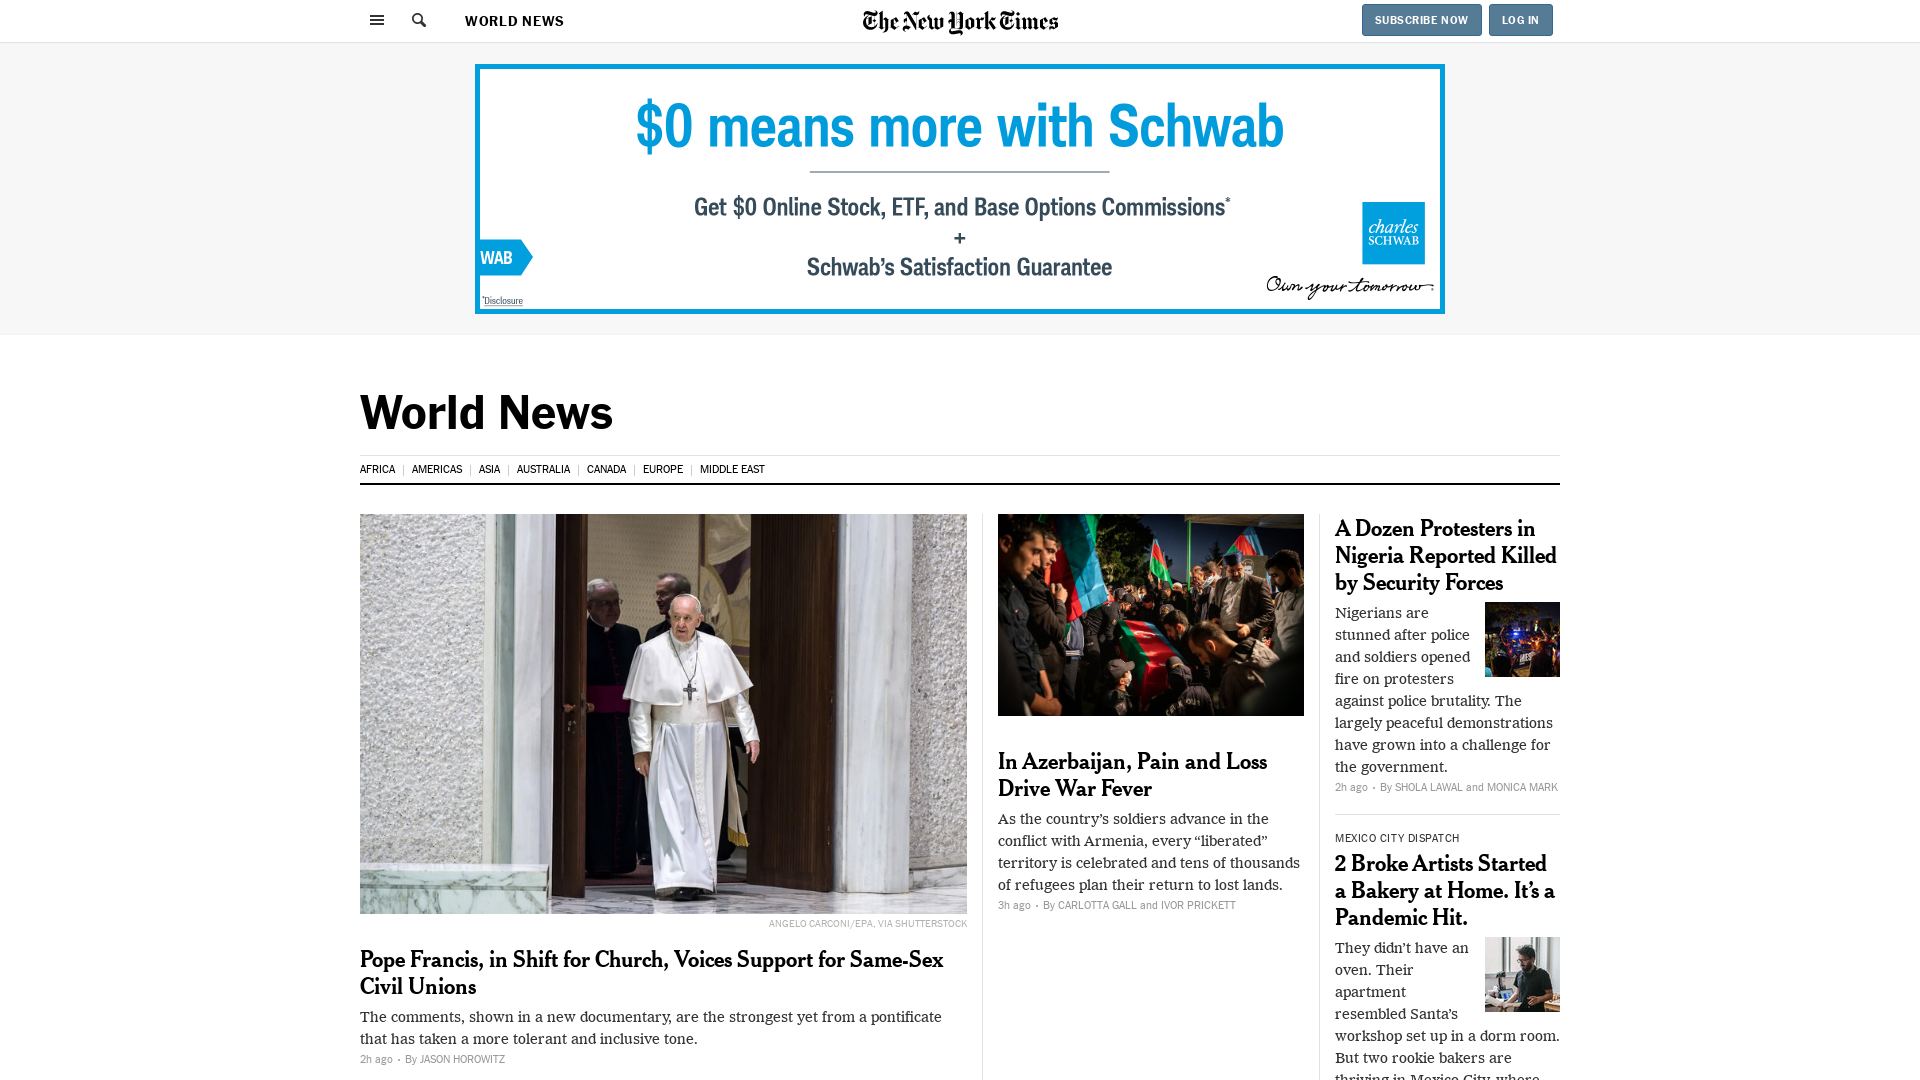 WORLD NEWS
The New York Times
SUBSCRIBE NOW
LOG IN
$0 means more with Schwab
Get $0 Online Stock, ETF, and Base Options Commissions*
+
Schwab’s Satisfaction Guarantee
WAB
*Disclosure
charles
SCHWAB
Own your tomorrow
World News
AFRICA
AMERICAS
ASIA
AUSTRALIA
CANADA
EUROPE
MIDDLE EAST
ANGELO CARCONI/EPA, VIA SHUTTERSTOCK
Pope Francis, in Shift for Church, Voices Support for Same-Sex
Civil Unions
The comments, shown in a new documentary, are the strongest yet from a pontificate
that has taken a more tolerant and inclusive tone.
2h ago • By JASON HOROWITZ
In Azerbaijan, Pain and Loss
Drive War Fever
As the country’s soldiers advance in the
conflict with Armenia, every “liberated”
territory is celebrated and tens of thousands
of refugees plan their return to lost lands.
3h ago • By CARLOTTA GALL and IVOR PRICKETT
A Dozen Protesters in
Nigeria Reported Killed
by Security Forces
Nigerians are
stunned after police
and soldiers opened
fire on protesters
against police brutality. The
largely peaceful demonstrations
have grown into a challenge for
the government.
2h ago • By SHOLA LAWAL and MONICA MARK
MEXICO CITY DISPATCH
2 Broke Artists Started
a Bakery at Home. It’s a
Pandemic Hit.
They didn’t have an
oven. Their
apartment
resembled Santa’s
workshop set up in a dorm room.
But two rookie bakers are
thriving in Mexico City, where